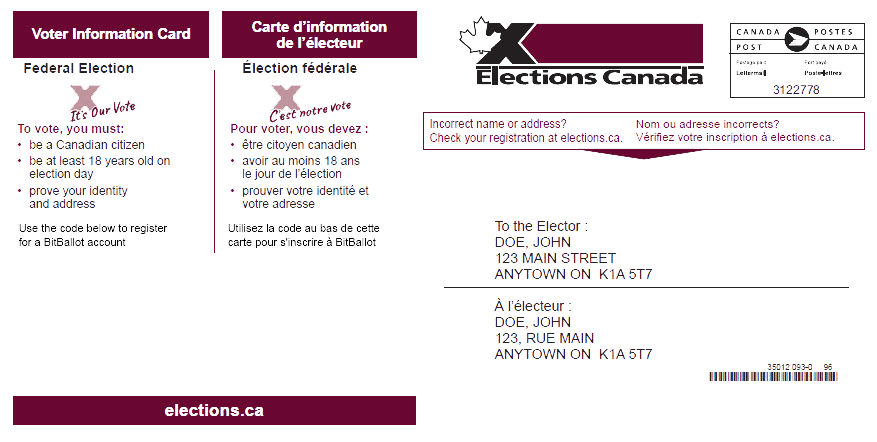 Voter Information Card
Federal Election
It's Our Vote
To vote, you must:
• be a Canadian citizen
• be at least 18 years old on
election day
• prove your identity
and address
Use the code below to register
for a BitBallot account
Carte d'information
de l'électeur
Élection fédérale
C'est notre vote
Pour voter, vous devez :
• être citoyen canadien
• avoir au moins 18 ans
le jour de l'élection
• prouver votre identité et
votre adresse
Utilisez la code au bas de cette
carte pour s'inscrire à BitBallot
elections.ca
Elections Canada
CANADA POSTES
POST CANADA
Postage paid Port payé
Lettermail Poste-lettres
3122778
Incorrect name or address?
Check your registration at elections.ca.
Nom ou adresse incorrects?
Vérifiez votre inscription à elections.ca.
To the Elector :
DOE, JOHN
123 MAIN STREET
ANYTOWN ON K1A 5T7
À l'électeur :
DOE, JOHN
123, RUE MAIN
ANYTOWN ON K1A 5T7
35012 093-0 96